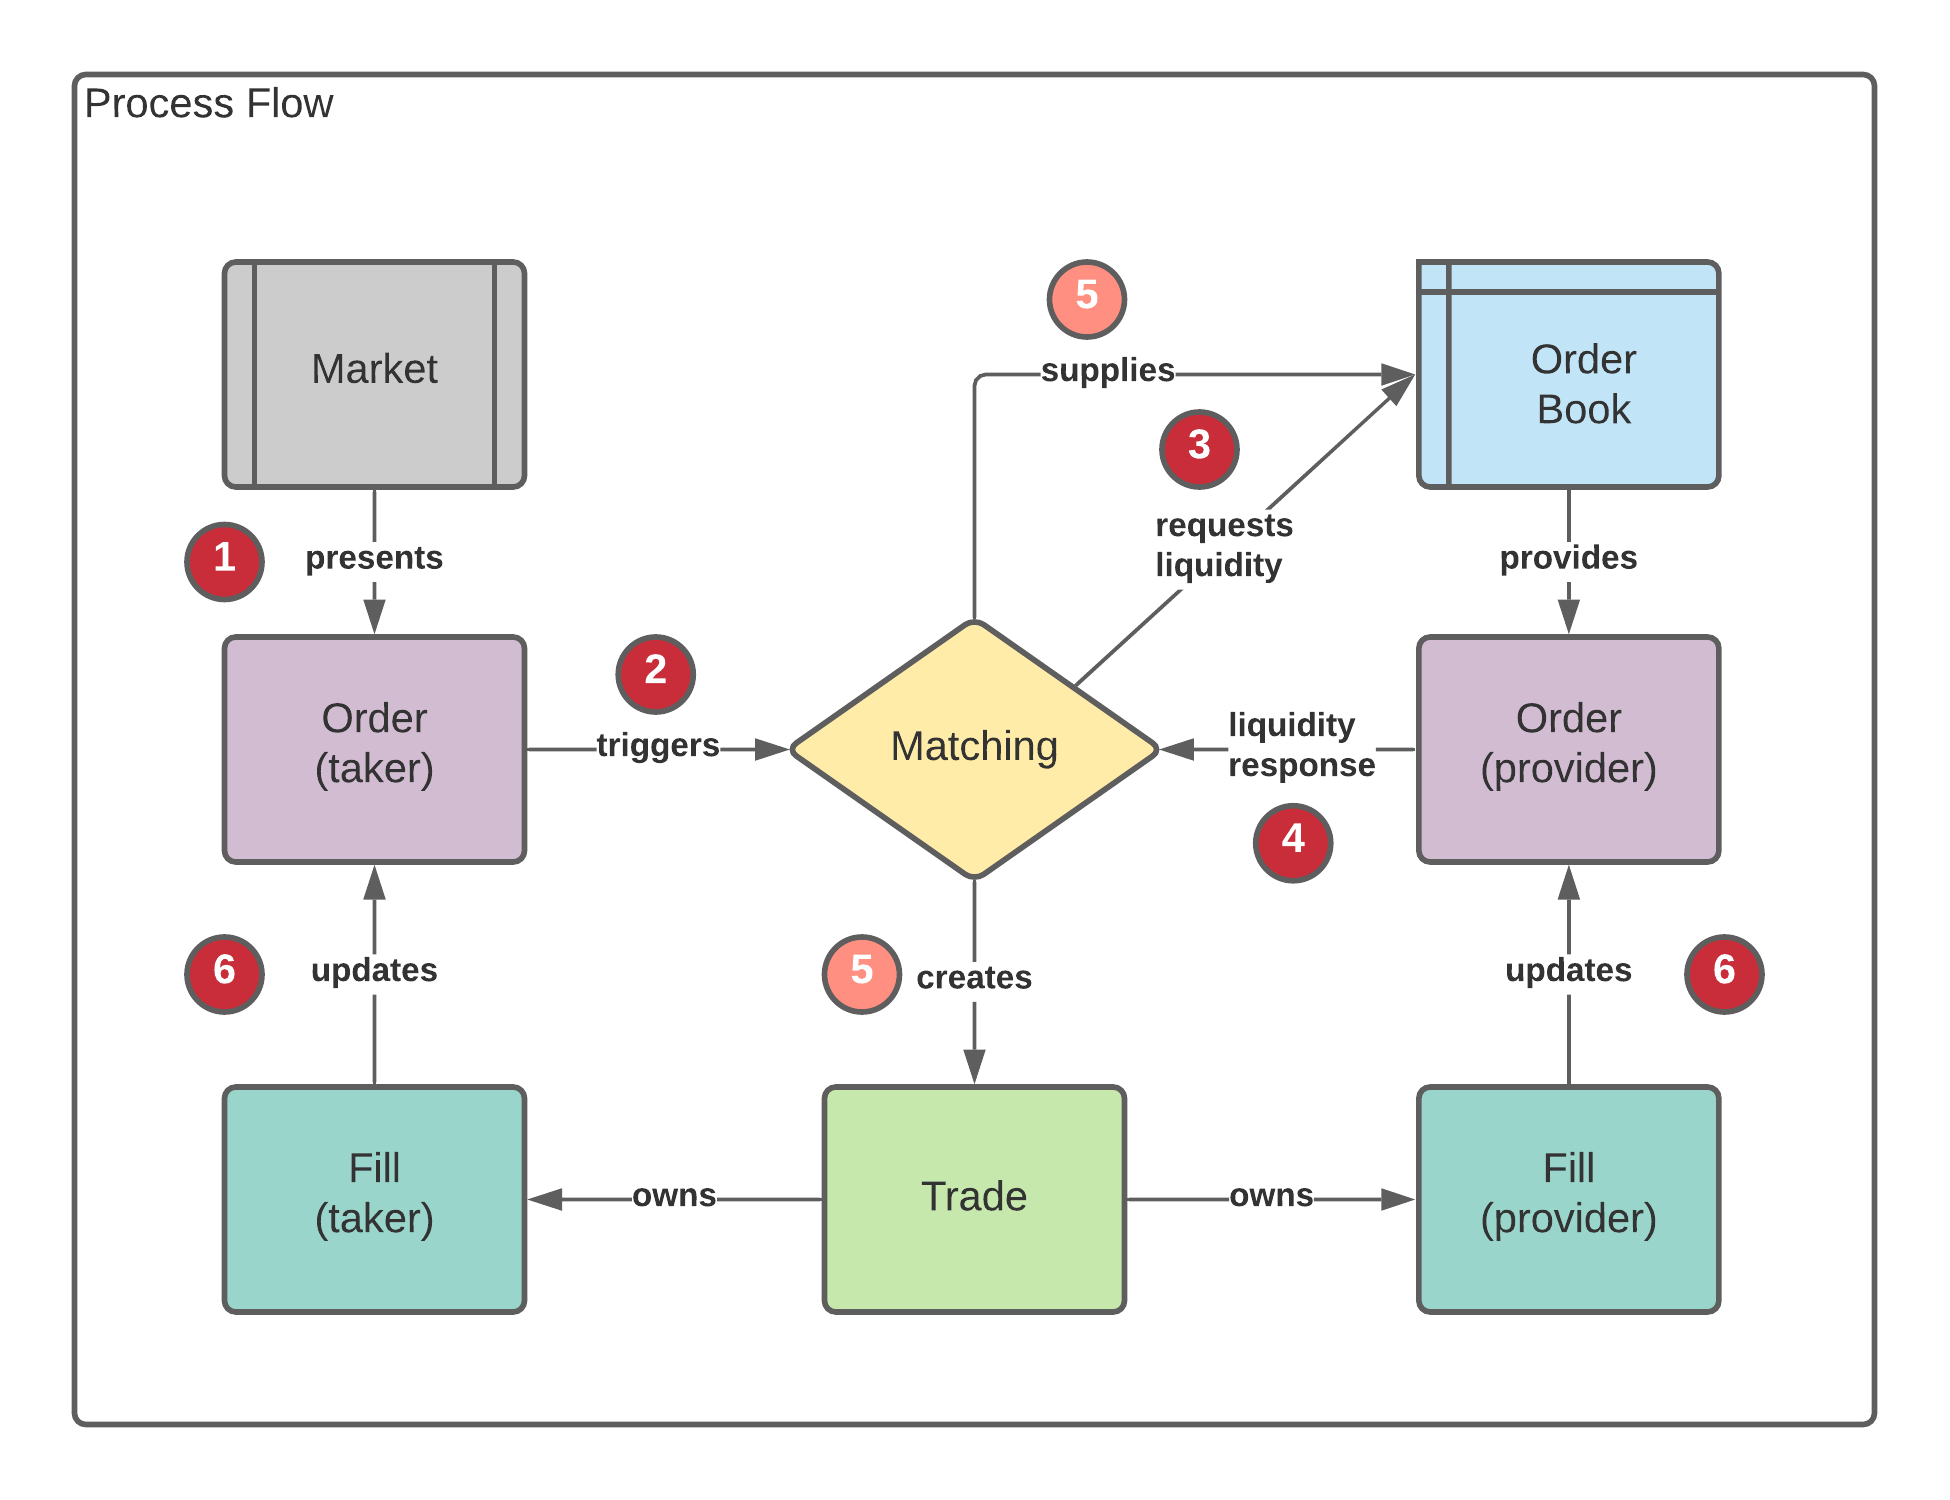 Process Flow
5
Market
supplies
Order
Book
3
requests
liquidity
1
presents
provides
2
Order
(taker)
triggers
Matching
liquidity
response
Order
(provider)
4
6
updates
5
creates
updates
6
Fill
(taker)
owns
Trade
owns
Fill
(provider)